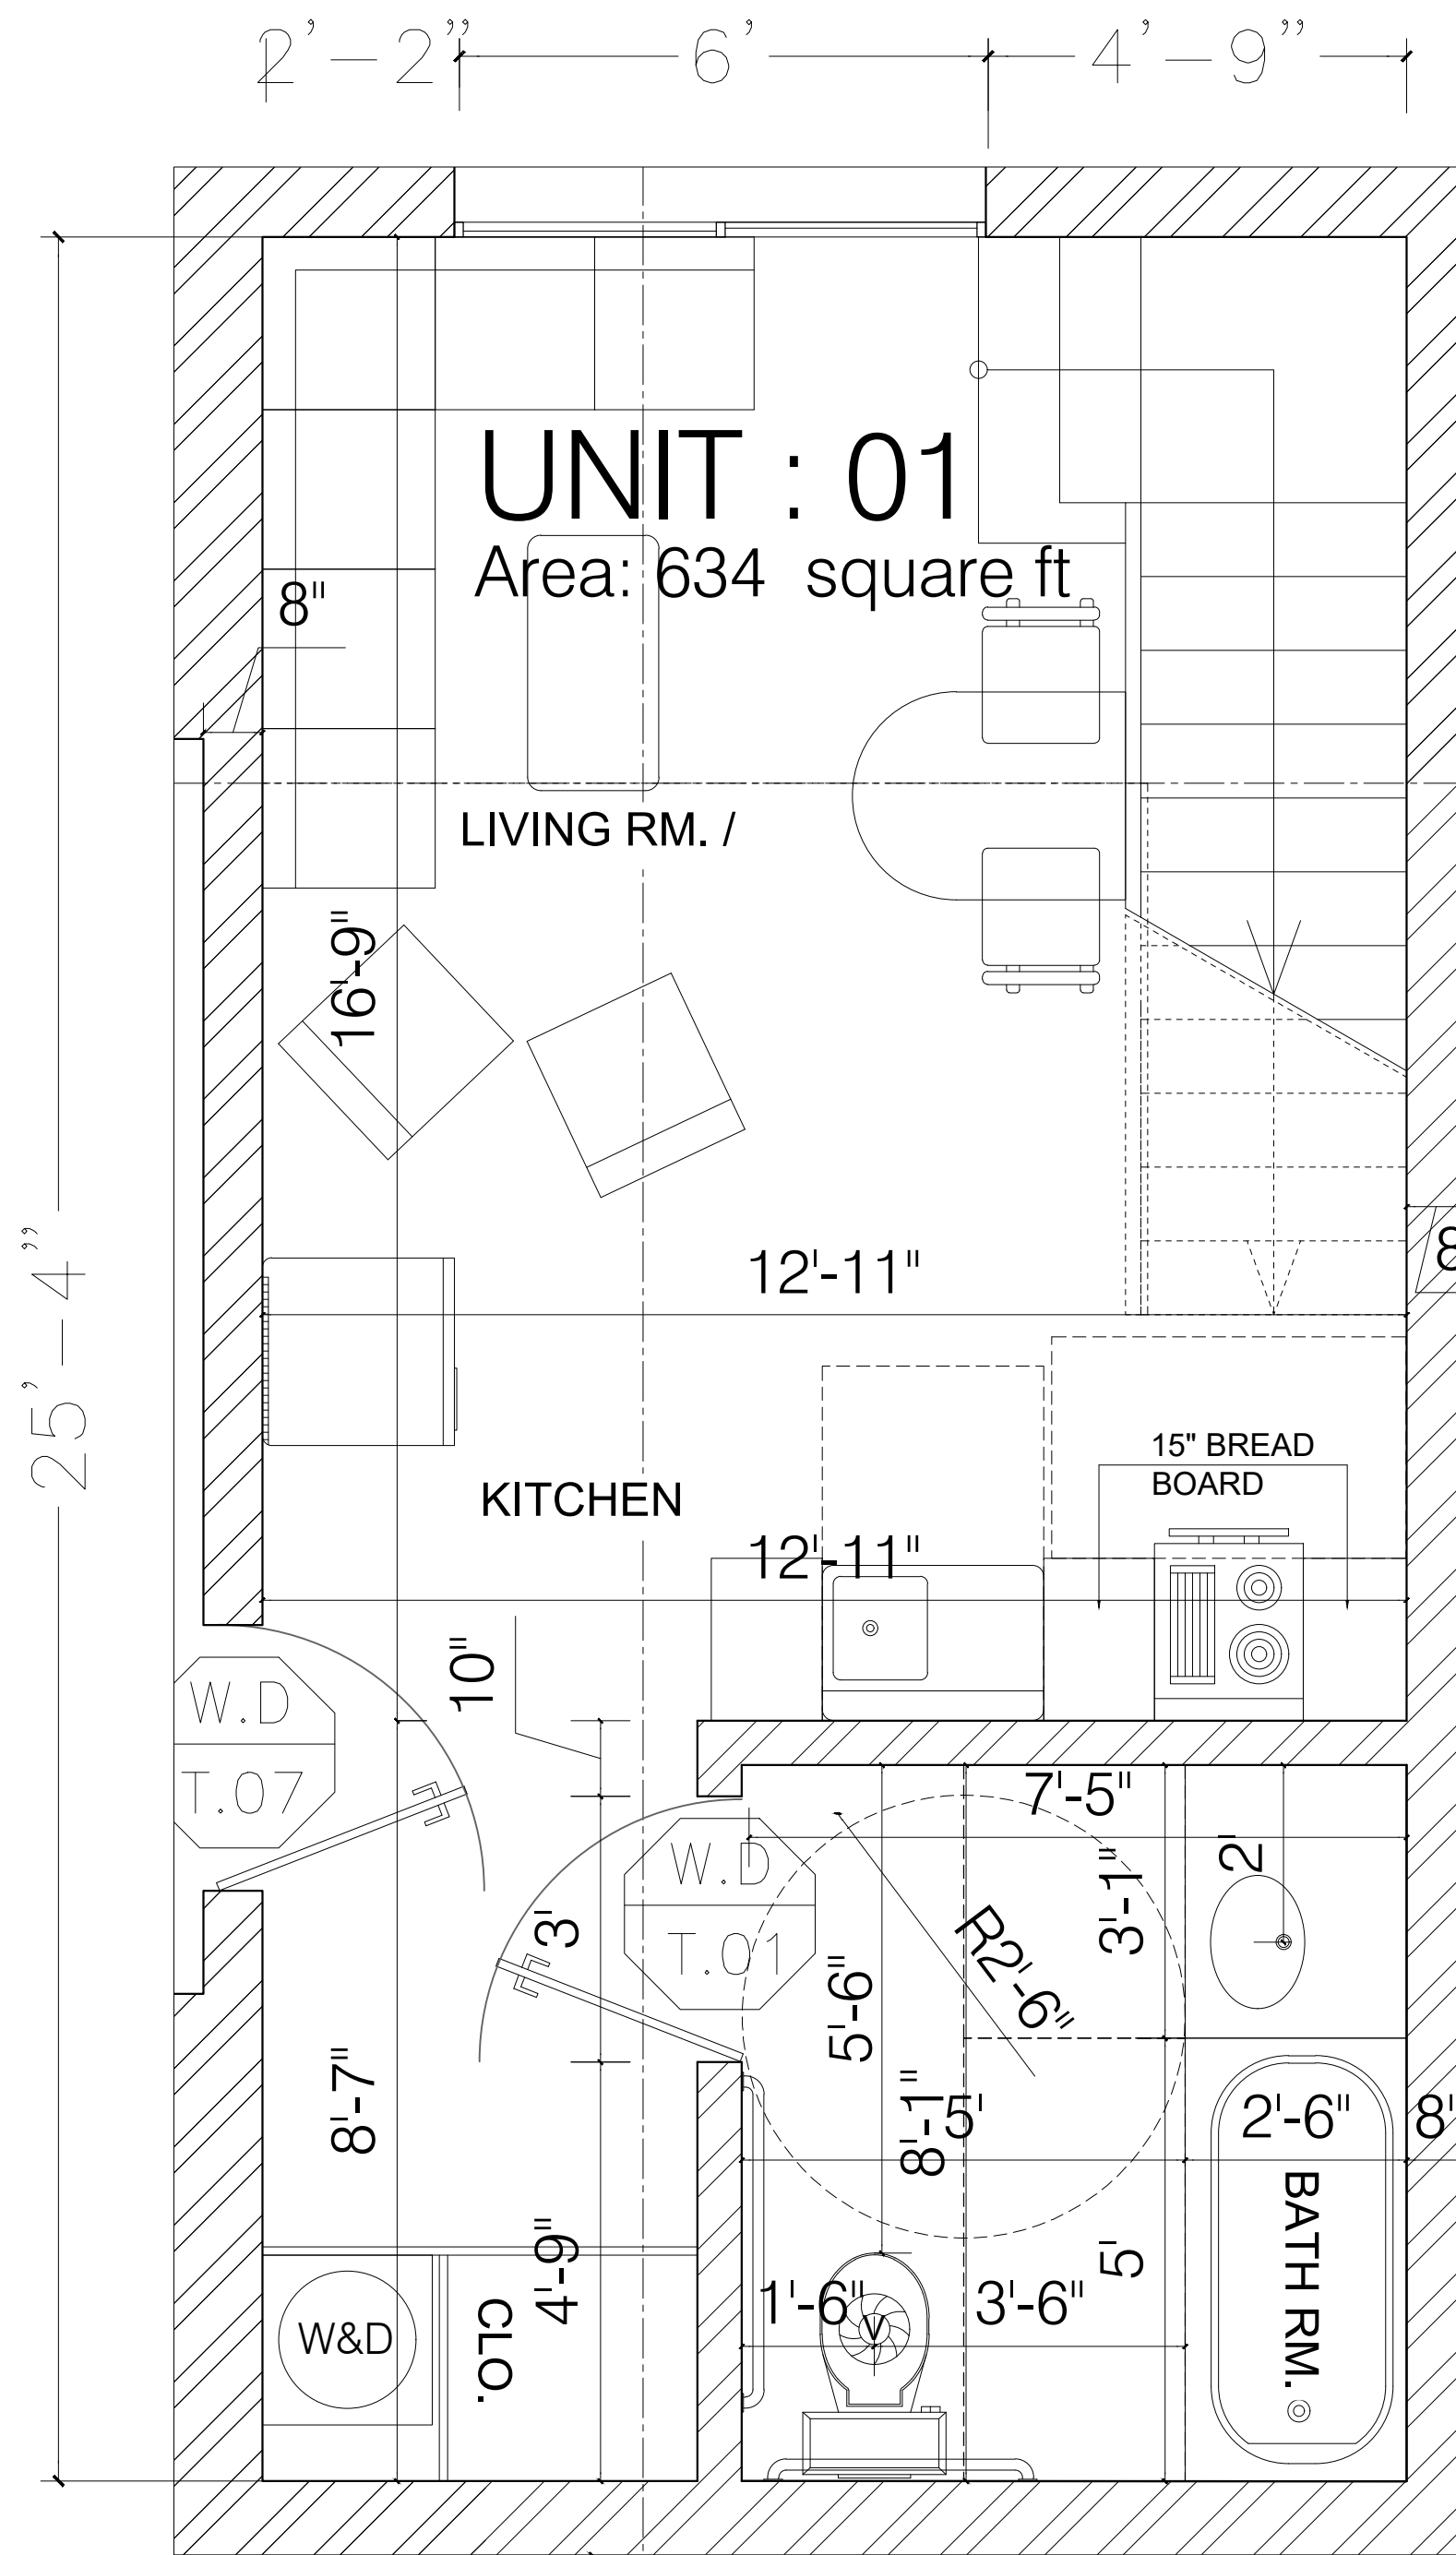 2'-2" 6' 4'-9"
UNIT : 01
Area: 634 square ft
8"
LIVING RM. /
16'-9"
25'-4"
12'-11"
8
15" BREAD
BOARD
KITCHEN
12'-11"
10"
W.D
T.07
7'-5"
W.D
T.01
2'
3'-1"
3'
R2'-6"
5'-6"
8'-7"
8'-1"
5'
2'-6"
8'
BATH RM.
4'-9"
5'
1'-6"
3'-6"
V
W&D
CLO.